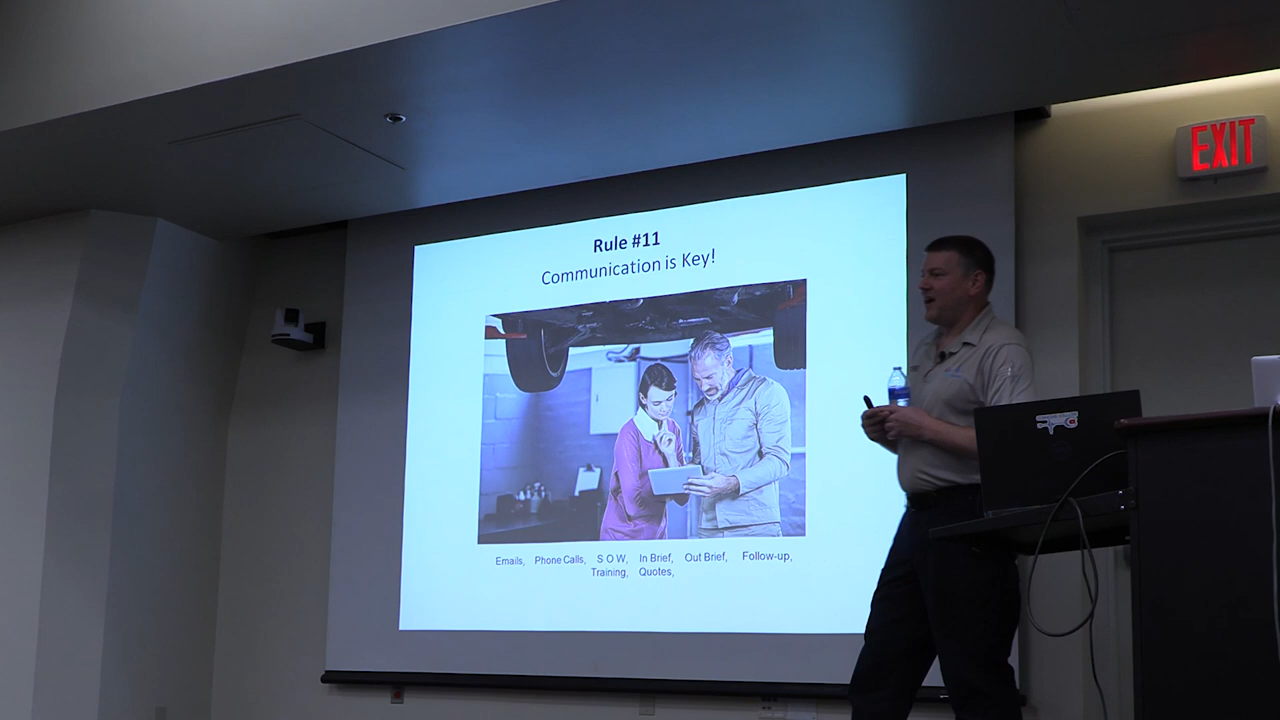 EXIT
Rule #11
Communication is Key!
Emails, Phone Calls, S O W, In Brief, Out Brief, Follow-up,
Training, Quotes,